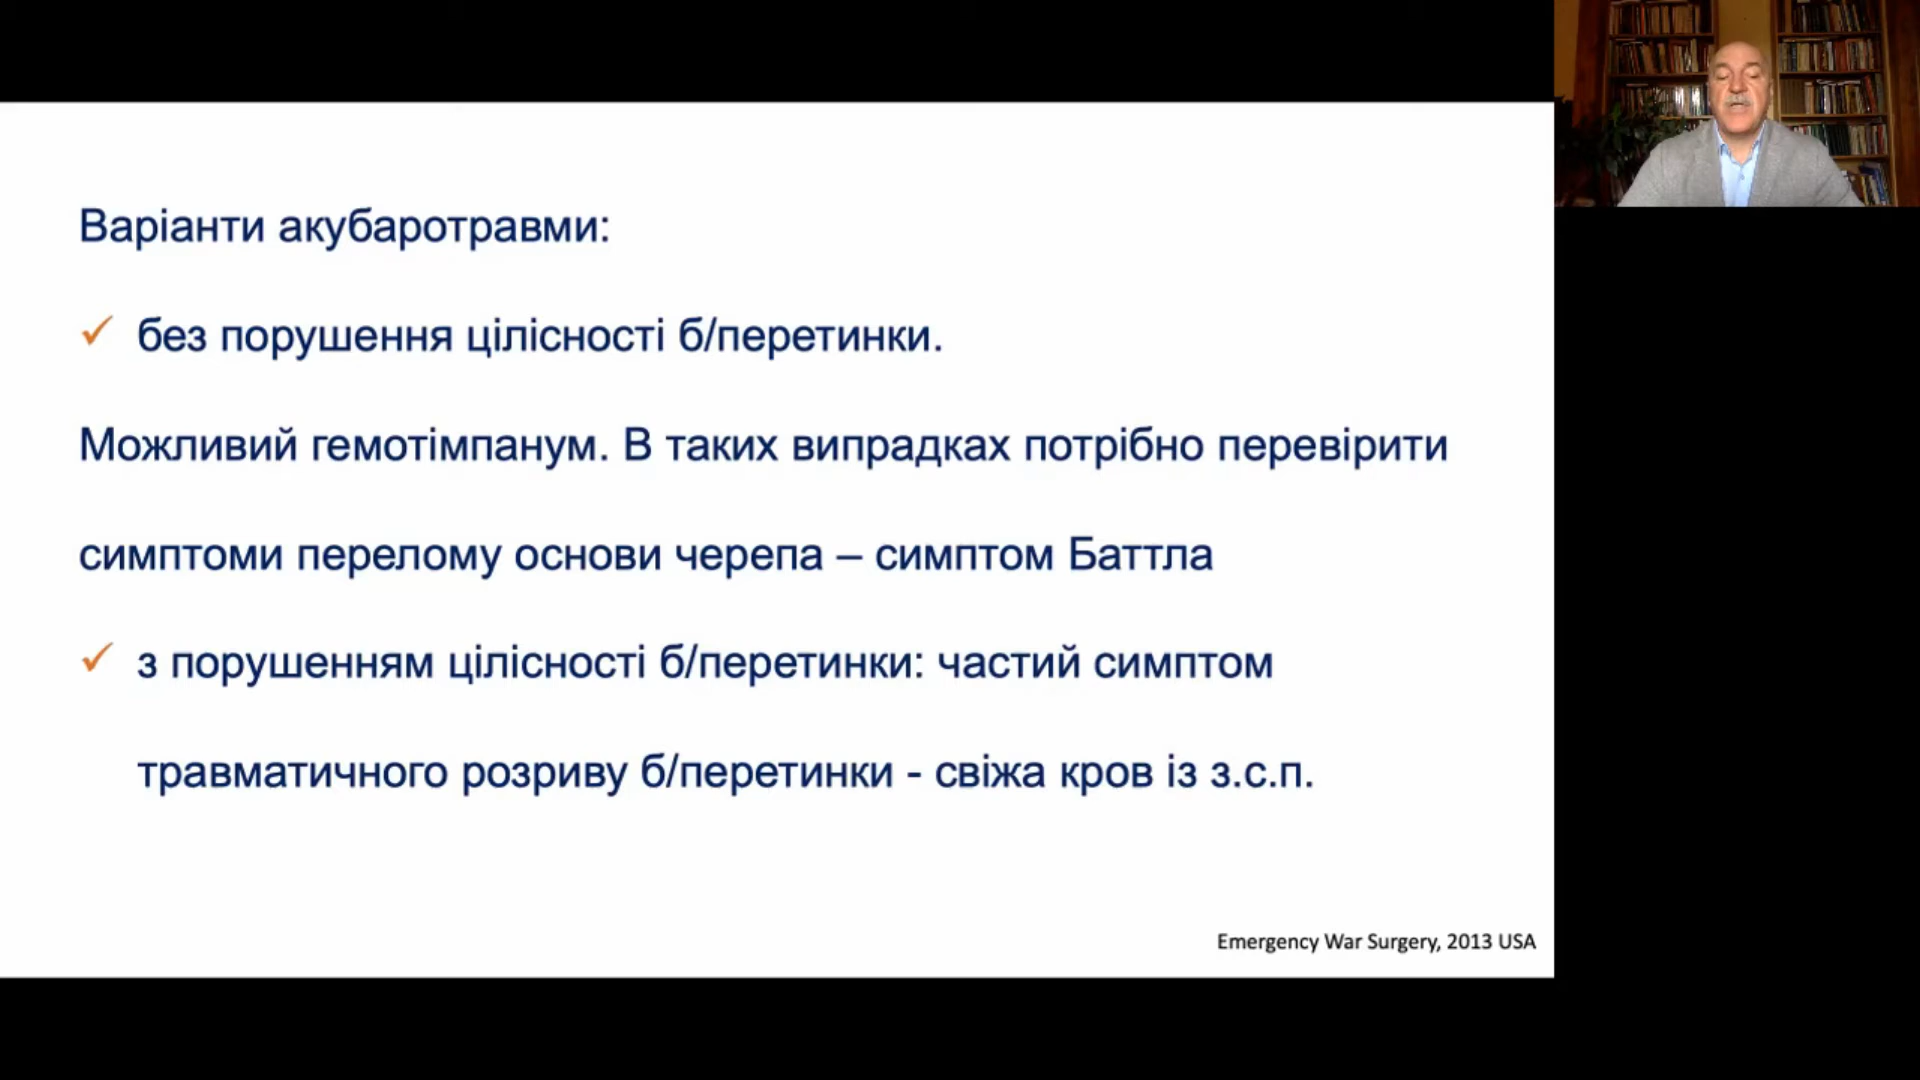 Варіанти акубаротравми:
✓ без порушення цілісності б/перетинки.
Можливий гемотімпанум. В таких випрадках потрібно перевірити
симптоми перелому основи черепа – симптом Баттла
✓ з порушенням цілісності б/перетинки: частий симптом
травматичного розриву б/перетинки - свіжа кров із з.с.п.
Emergency War Surgery, 2013 USA